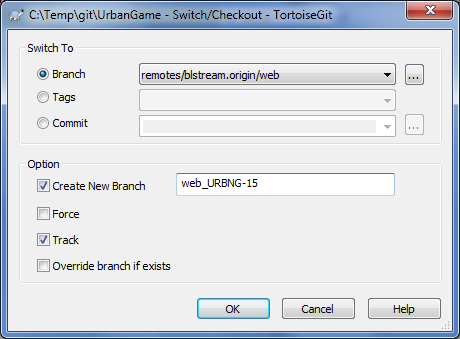 C:\Temp\git\UrbanGame - Switch/Checkout - TortoiseGit
Switch To
Branch
remotes/blstream.origin/web
...
Tags
Commit
...
Option
Create New Branch
web_URBNG-15
Force
Track
Override branch if exists
OK
Cancel
Help